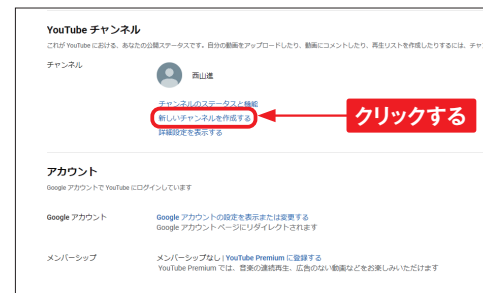 YouTube チャンネル
これが YouTube における、あなたの公開ステータスです。自分の動画をアップロードしたり、動画にコメントしたり、再生リストを作成したりするには、チャ
チャンネル
西山進
チャンネルのステータスと機能
新しいチャンネルを作成する
クリックする
詳細設定を表示する
アカウント
Google アカウントで YouTube にログインしています
Google アカウント
Google アカウントの設定を表示または変更する
Google アカウント ページにリダイレクトされます
メンバーシップ
メンバーシップなし | YouTube Premium に登録する
YouTube Premium では、音楽の連続再生、広告のない動画などをお楽しみいただけます